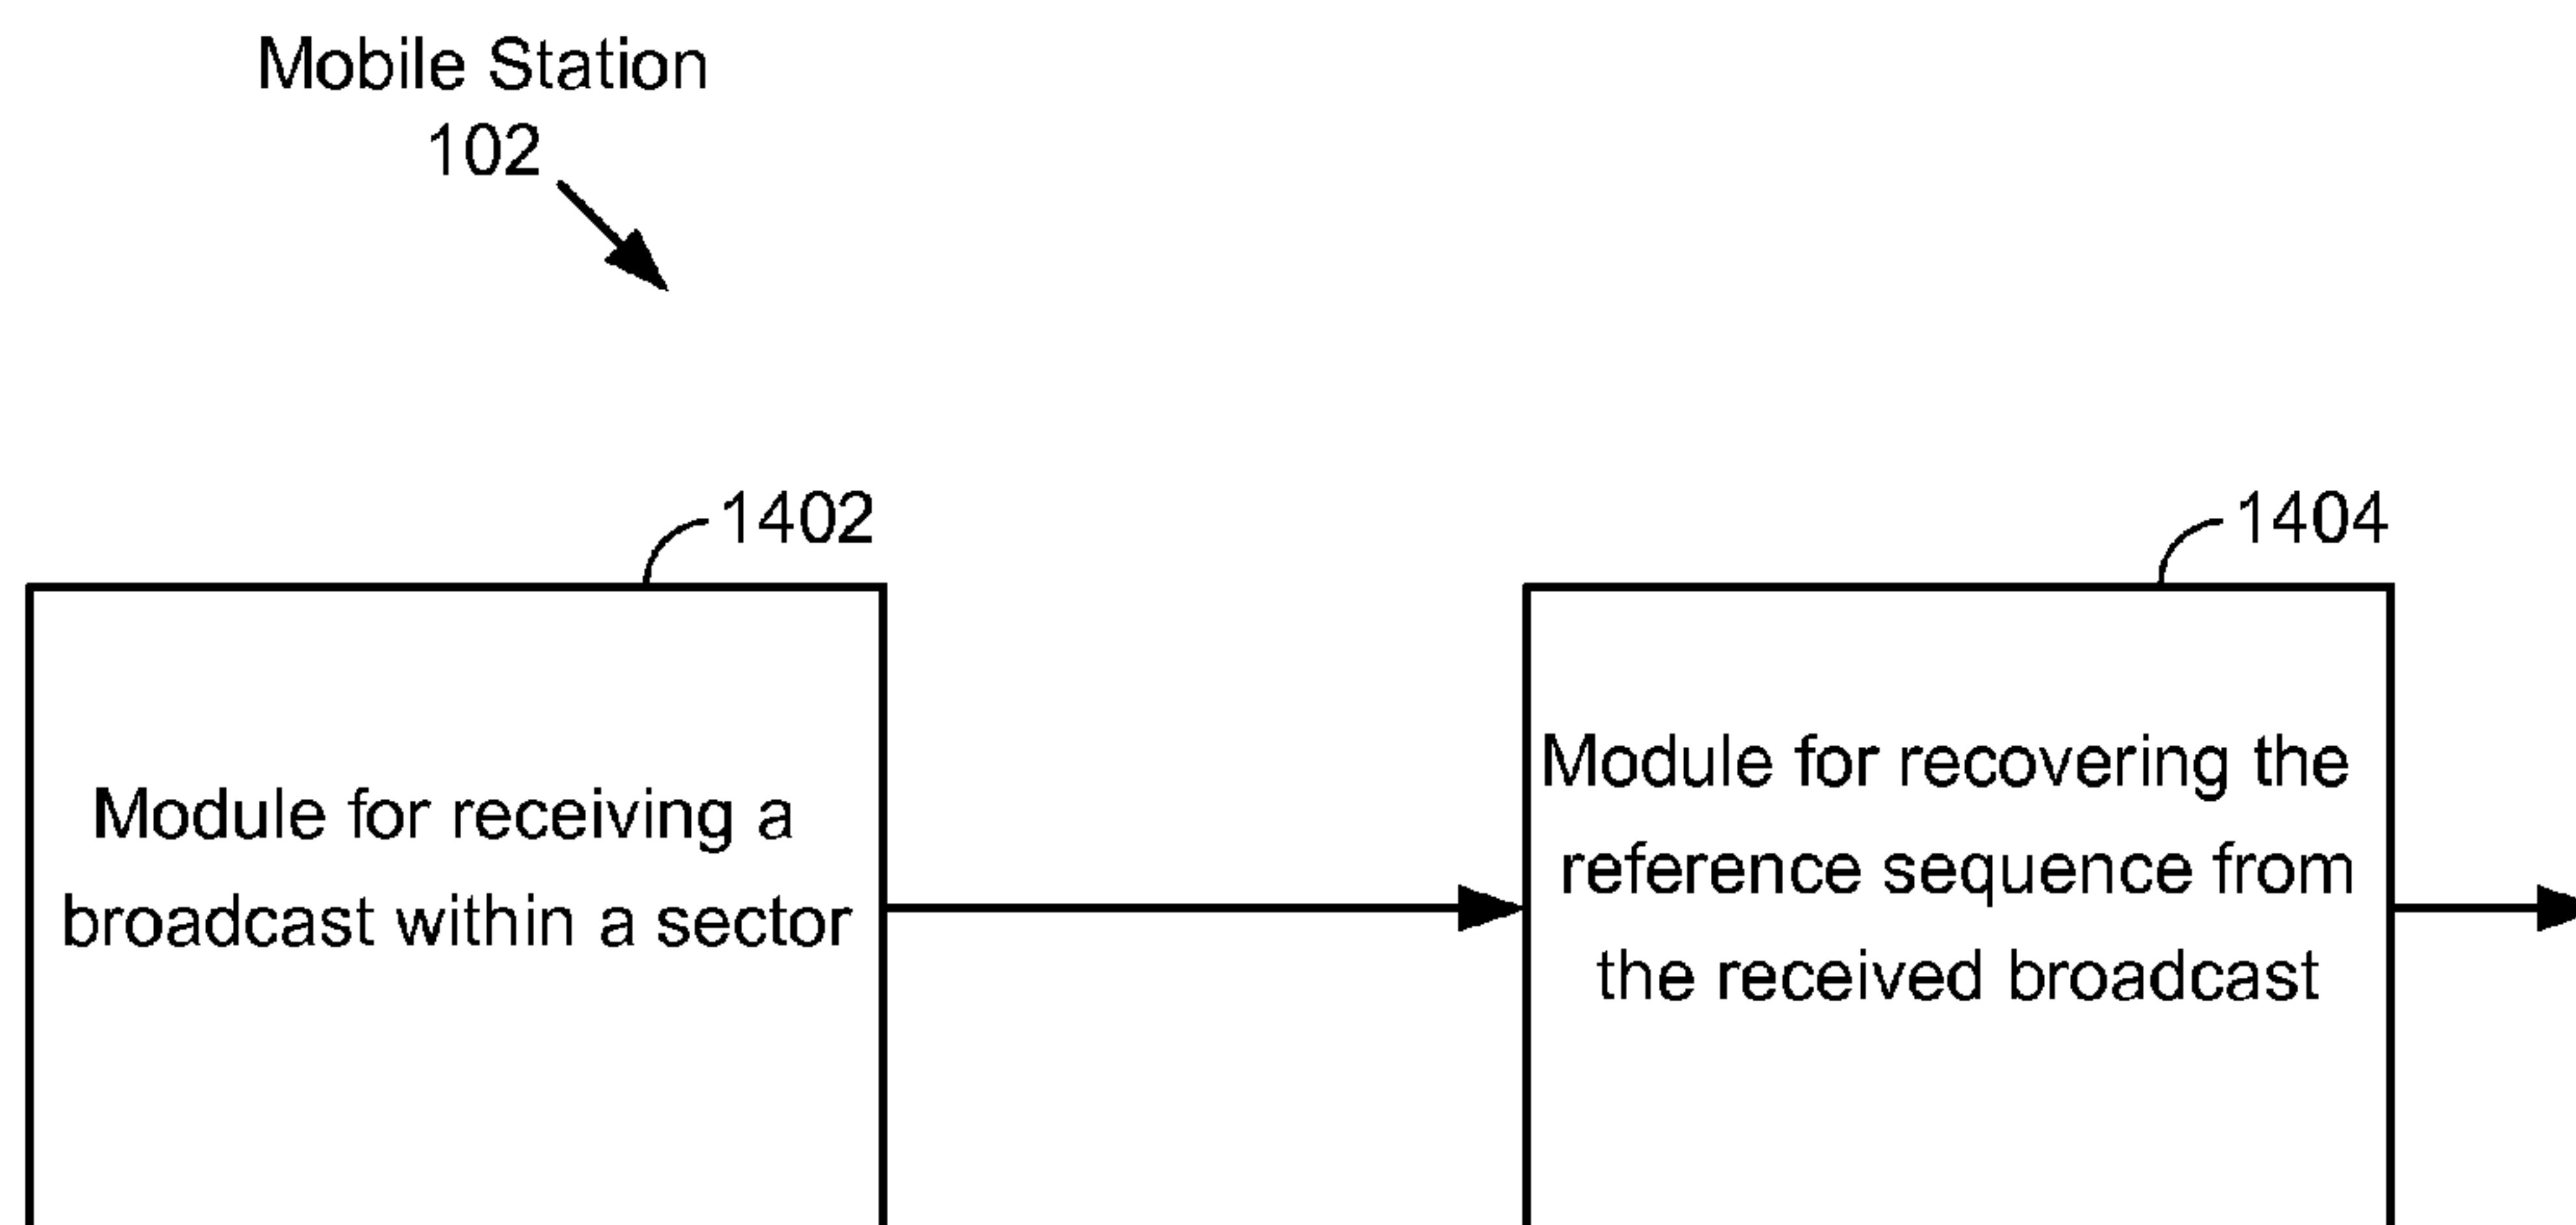 Mobile Station
102
1402
Module for receiving a
broadcast within a sector
1404
Module for recovering the
reference sequence from
the received broadcast